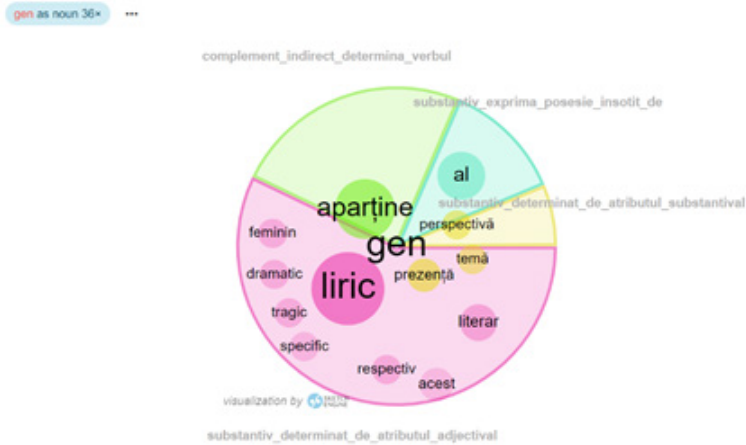 gen as noun 36×
complement_indirect_determina_verbul
substantiv_exprima_posesie_insotit_de
al
substantiv_determinat_de_atributul_substantival
aparține
perspectivă
feminin
gen
temă
dramatic
liric
prezență
tragic
literar
specific
respectiv
acest
visualization by
substantiv_determinat_de_atributul_adjectival